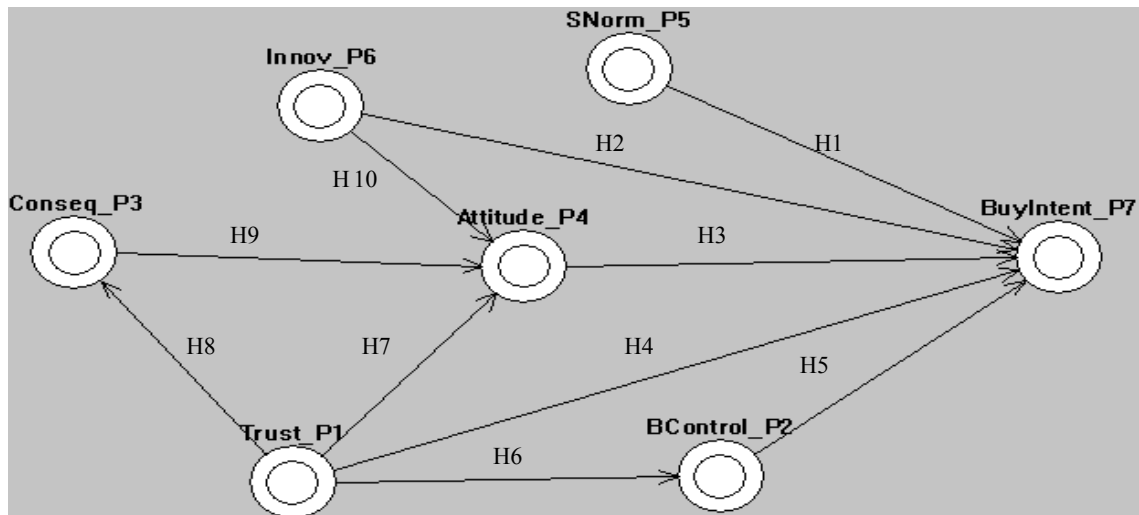 SNorm_P5
Innov_P6
H2
H1
H 10
Conseq_P3
Attitude_P4
BuyIntent_P7
H9
H3
H8
H7
H4
H5
Trust_P1
BControl_P2
H6